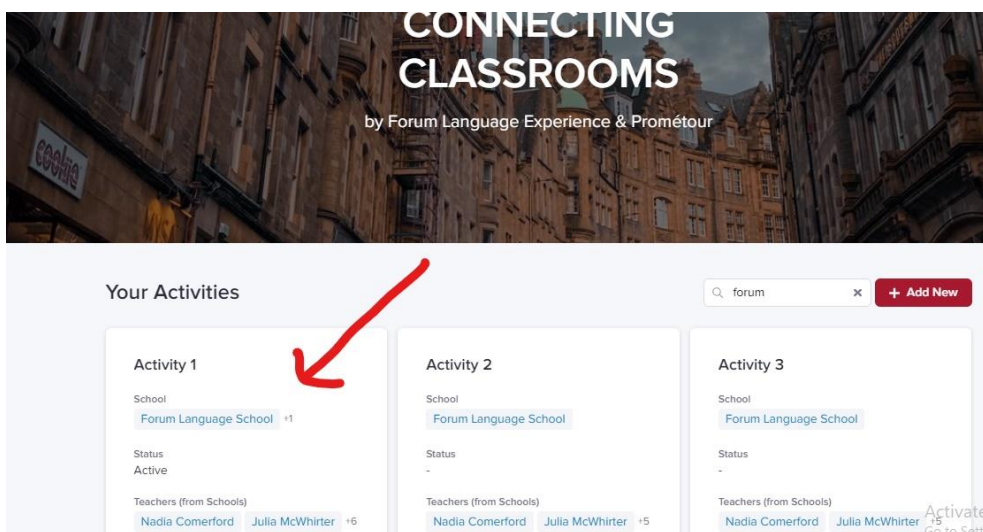 CONNECTING
CLASSROOMS
by Forum Language Experience & Prométour
cookie
Your Activities
forum × + Add New
Activity 1
School
Forum Language School +1
Status
Active
Teachers (from Schools)
Nadia Comerford Julia McWhirter +6
Activity 2
School
Forum Language School
Status
-
Teachers (from Schools)
Nadia Comerford Julia McWhirter +5
Activity 3
School
Forum Language School
Status
-
Teachers (from Schools)
Nadia Comerford Julia McWhirter +5
Activate